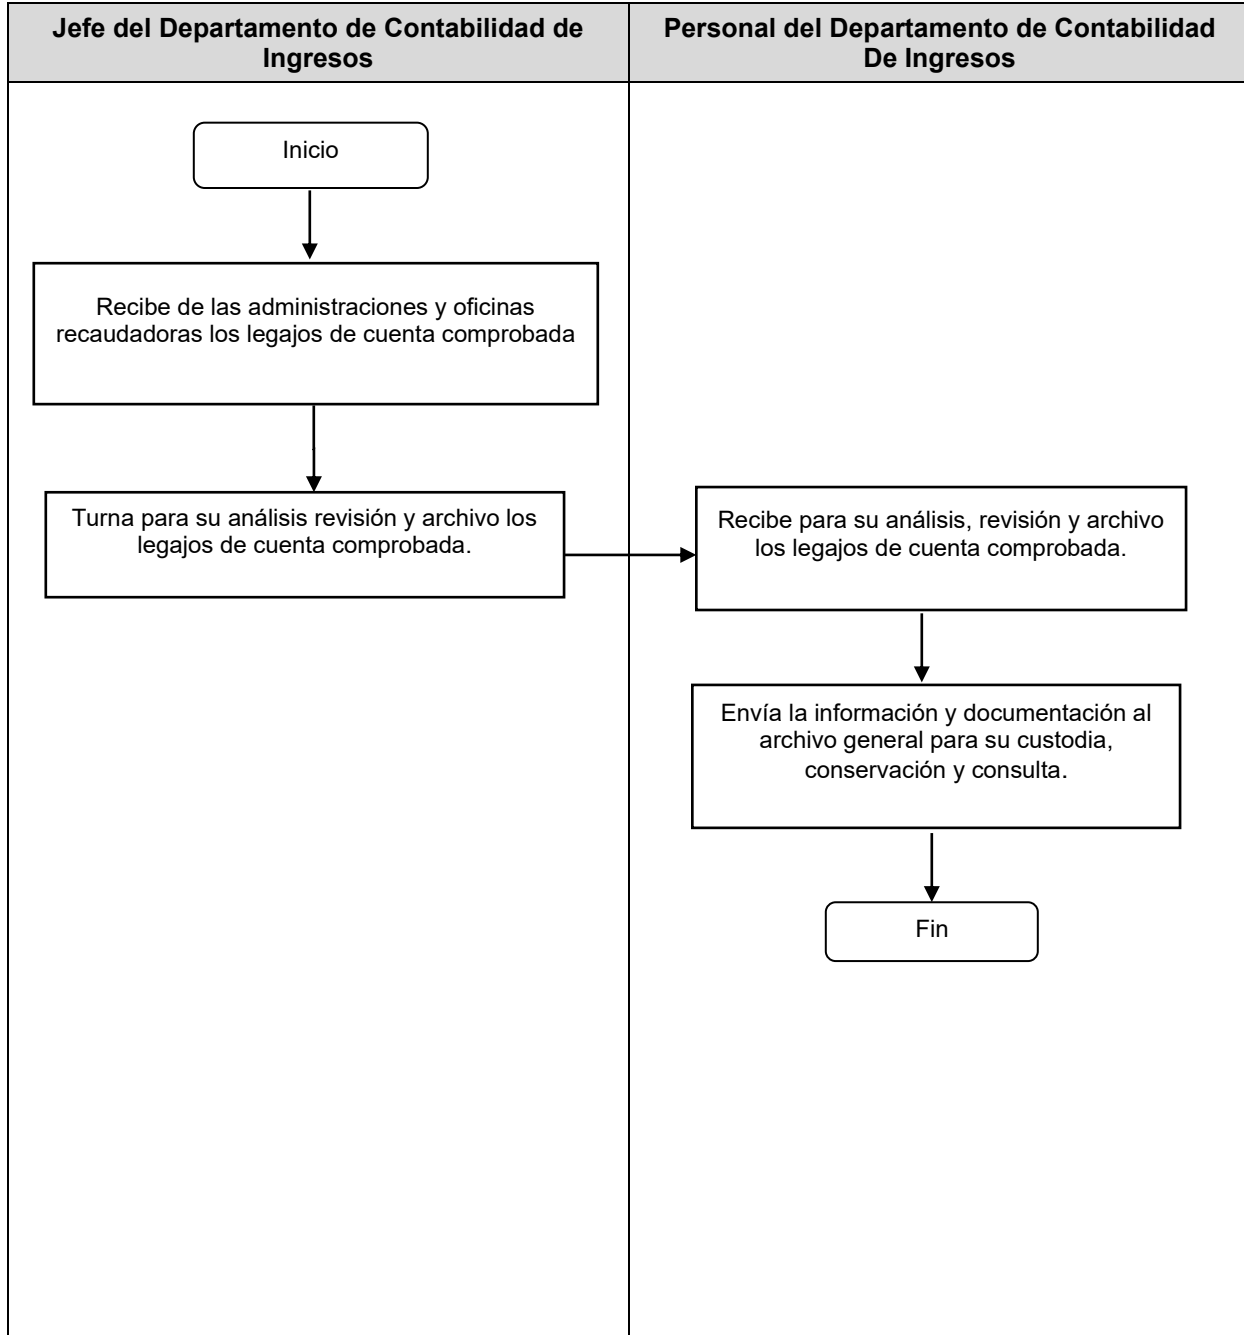 Jefe del Departamento de Contabilidad de
Ingresos
Personal del Departamento de Contabilidad
De Ingresos
Inicio
Recibe de las administraciones y oficinas
recaudadoras los legajos de cuenta comprobada
Turna para su análisis revisión y archivo los
legajos de cuenta comprobada.
Recibe para su análisis, revisión y archivo
los legajos de cuenta comprobada.
Envía la información y documentación al
archivo general para su custodia,
conservación y consulta.
Fin